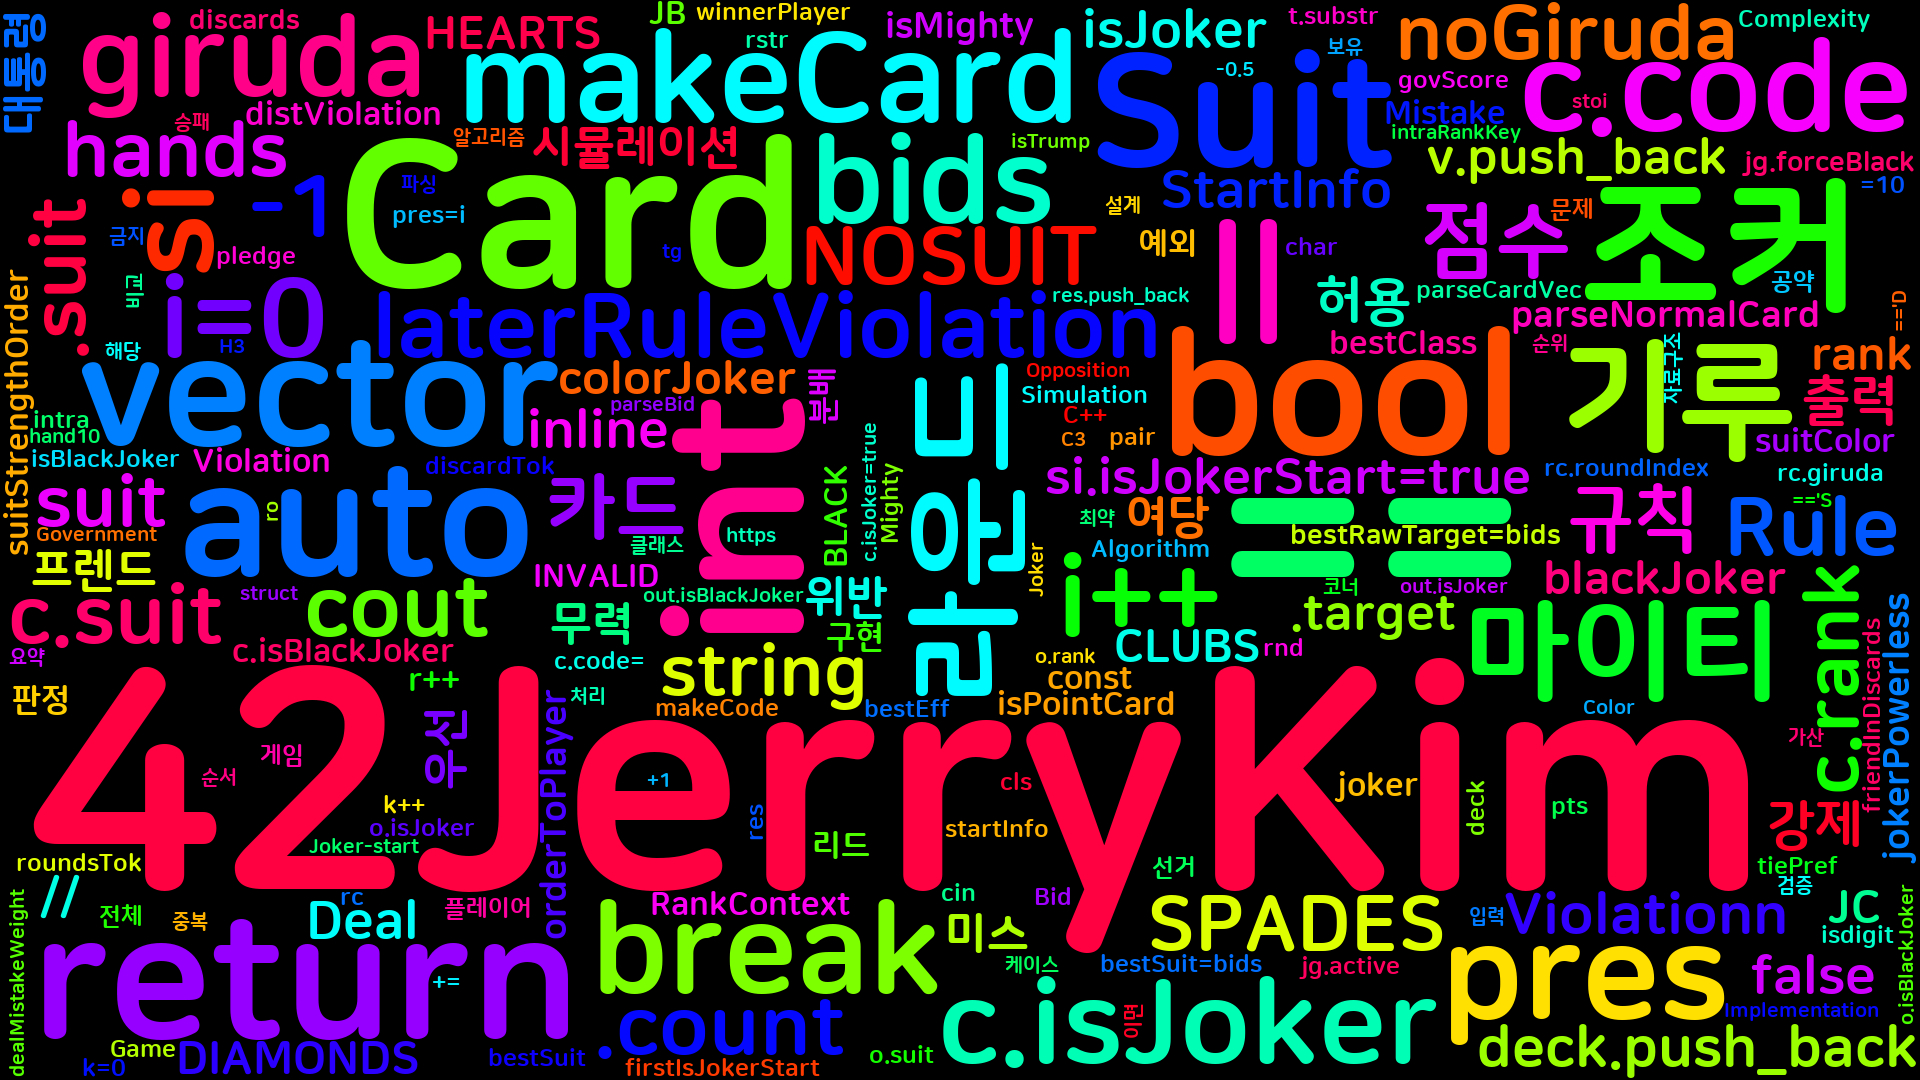 대통령
discards
giruda
HEARTS
JB
winnerPlayer
rstr
isMighty
isJoker
t.substr
보유
noGiruda
Complexity
makeCard
Suit
-0.5
govScore
c.code
stoi
Mistake
intraRankKey
distViolation
승패
알고리즘
시뮬레이션
isTrump
hands
Card
bids
v.push_back
jg.forceBlack
.suit
.si
-1
파싱
pres=i
StartInfo
설계
문제
=10
조커
금지
pledge
tg
NOSUIT
예외
||
char
점수
i=0
비교
res.push_back
허용
parseCardVec
공약
laterRuleViolation
parseNormalCard
=='D
H3
해당
bestClass
순위
자료구조
rank
suitStrengthOrder
vector
colorJoker
분배
Opposition
Simulation
bool
기루
출력
intra
hand10
parseBid
inline
int
C++
C3
pair
비완화
suitColor
isBlackJoker
Violation
discardTok
c.isJoker=true
si.isJokerStart=true
rc.roundIndex
rc.giruda
suit
auto
ro
카드
BLACK
Mighty
최약
여당
==
규칙
=='S
Rule
Government
https
클래스
bestRawTarget=bids
Algorithm
프렌드
INVALID
Joker
i++
코너
out.isJoker
blackJoker
struct
out.isBlackJoker
위반
c.suit
cout
무력
구현
.target
마이티
c.rank
jokerPowerless
요약
c.isBlackJoker
c.code=
string
o.rank
CLUBS
rnd
const
friendInDiscards
판정
r++
처리
makeCode
bestEff
isPointCard
Color
우선
orderToPlayer
42JerryKim
가산
게임
순서
+1
cls
joker
deck
pts
k++
o.isJoker
res
startInfo
강제
Joker-start
리드
roundsTok
선거
tiePref
//
rc
플레이어
RankContext
cin
Bid
검증
전체
중복
Deal
미스
SPADES
입력
Violationn
JC
isdigit
dealMistakeWeight
return
break
케이스
bestSuit=bids
jg.active
pres
false
o.isBlackJoker
+=
Game
DIAMONDS
bestSuit
.count
c.isJoker
이면
Implementation
k=0
firstIsJokerStart
o.suit
deck.push_back